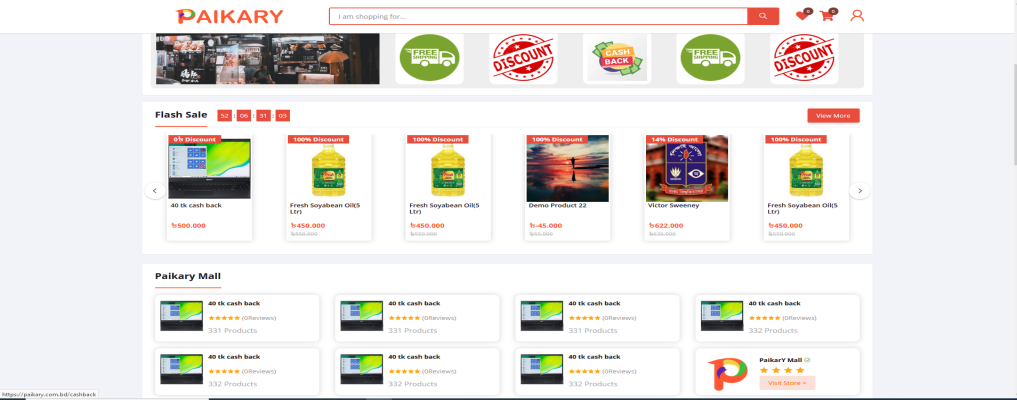 PAIKARY
I am shopping for...
0
0
FREE SHIPPING
DISCOUNT
CASH BACK
FREE SHIPPING
DISCOUNT
Flash Sale
52 : 06 : 31 : 03
View More
0৳ Discount
100% Discount
100% Discount
100% Discount
14% Discount
100% Discount
40 tk cash back
Fresh Soyabean Oil(5 Ltr)
Fresh Soyabean Oil(5 Ltr)
Demo Product 22
Victor Sweeney
Fresh Soyabean Oil(5 Ltr)
৳500.000
৳450.000
৳450.000
৳-45.000
৳622.000
৳450.000
৳550.000
৳550.000
৳55.000
৳550.000
Paikary Mall
40 tk cash back
(0Reviews)
331 Products
40 tk cash back
(0Reviews)
331 Products
40 tk cash back
(0Reviews)
331 Products
40 tk cash back
(0Reviews)
332 Products
40 tk cash back
(0Reviews)
332 Products
40 tk cash back
(0Reviews)
332 Products
40 tk cash back
(0Reviews)
332 Products
PaikarY Mall
Visit Store »
https://paikary.com.bd/cashback